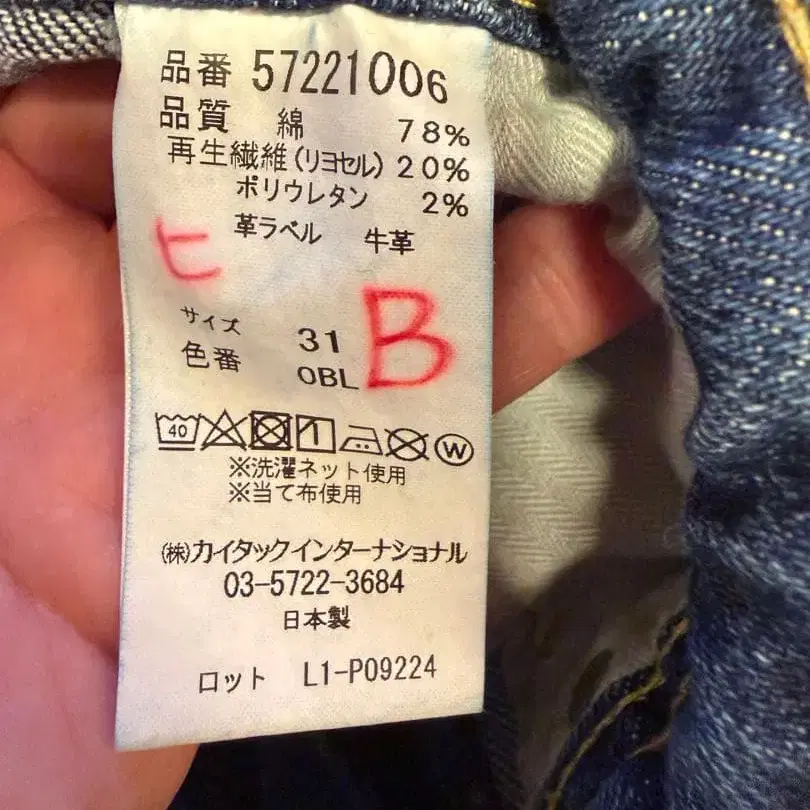 品番 57221006
品質 綿 78%
再生繊維(リヨセル) 20%
ポリウレタン 2%
革ラベル 牛革
ヒ
B
サイズ 31
色番 0BL
40 W
※洗濯ネット使用
※当て布使用
(株)カイタックインターナショナル
03-5722-3684
日本製
ロット L1-P09224